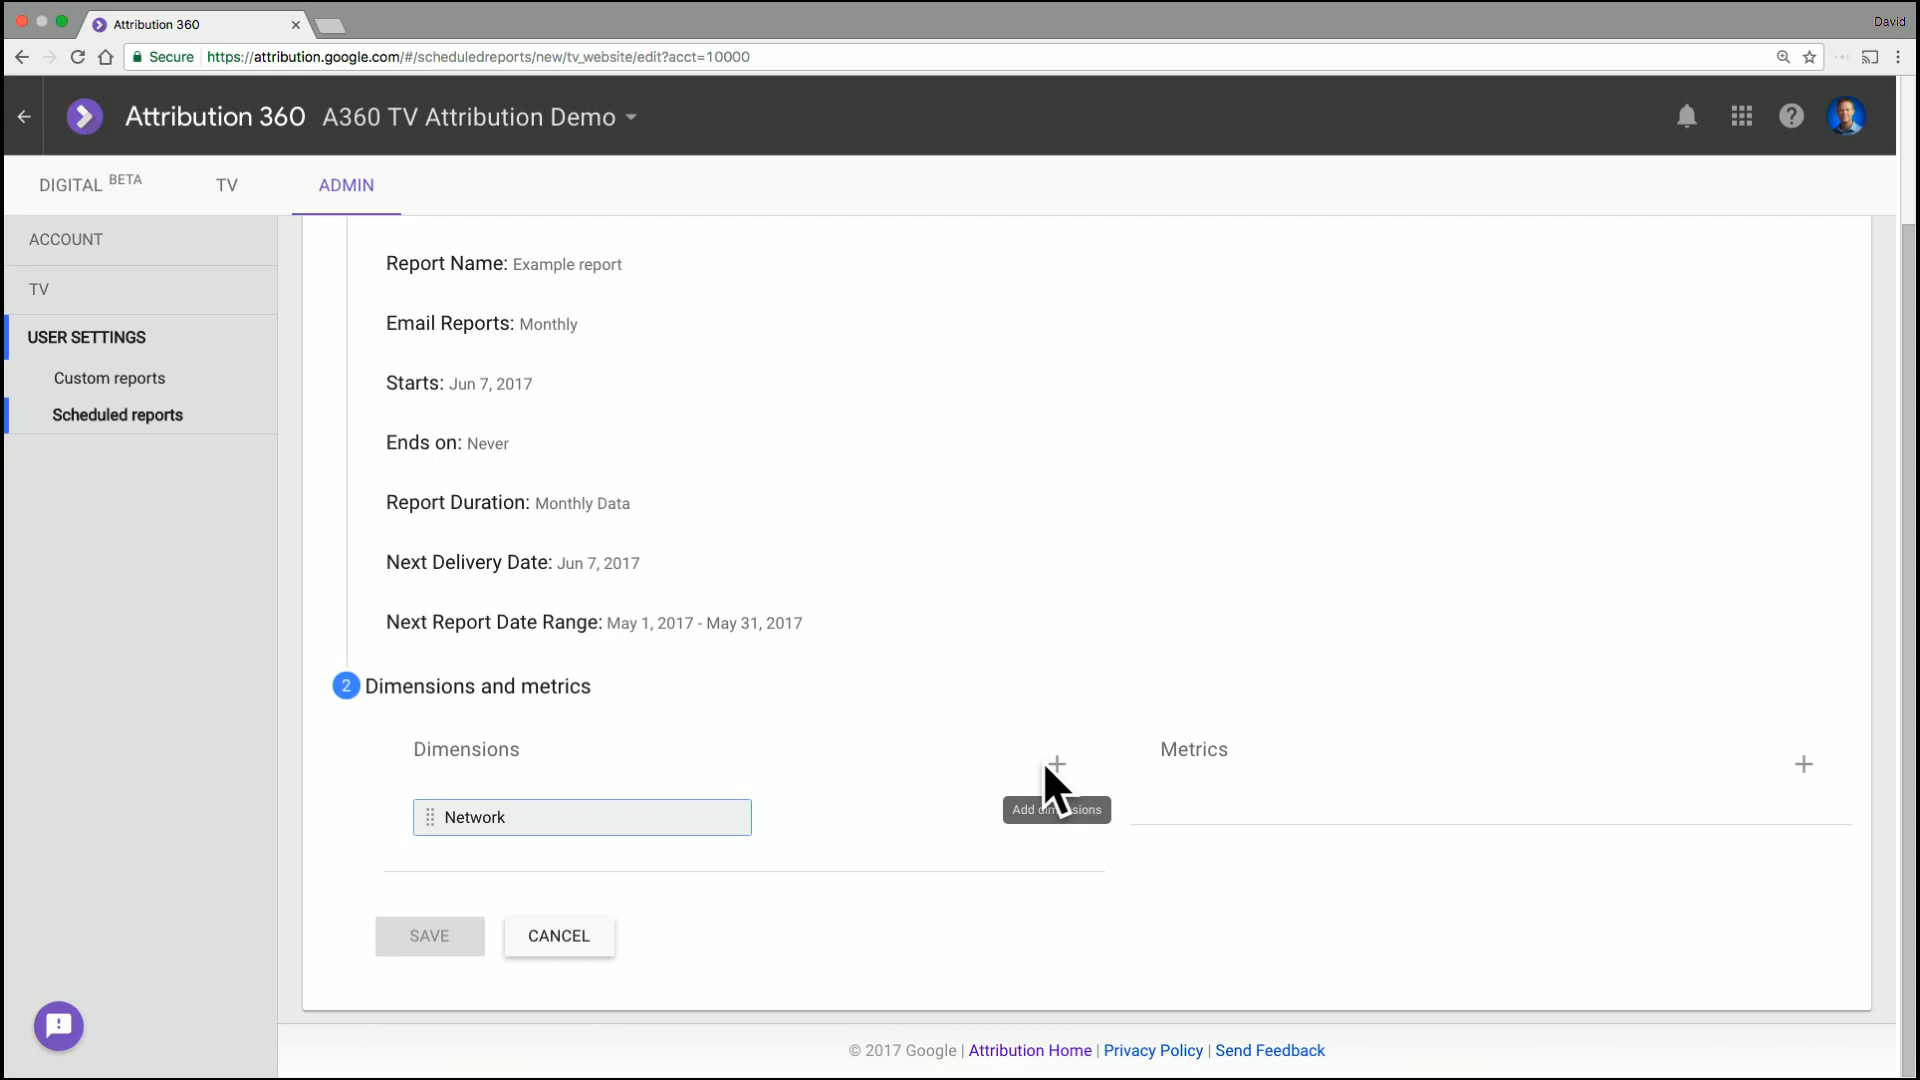 Attribution 360
David
Secure https://attribution.google.com/#/scheduledreports/new/tv_website/edit?acct=10000
Attribution 360 A360 TV Attribution Demo
DIGITAL BETA TV ADMIN
ACCOUNT
TV
USER SETTINGS
Custom reports
Scheduled reports
Report Name: Example report
Email Reports: Monthly
Starts: Jun 7, 2017
Ends on: Never
Report Duration: Monthly Data
Next Delivery Date: Jun 7, 2017
Next Report Date Range: May 1, 2017 - May 31, 2017
2 Dimensions and metrics
Dimensions
Metrics
Network
Add dimensions
SAVE CANCEL
© 2017 Google | Attribution Home | Privacy Policy | Send Feedback